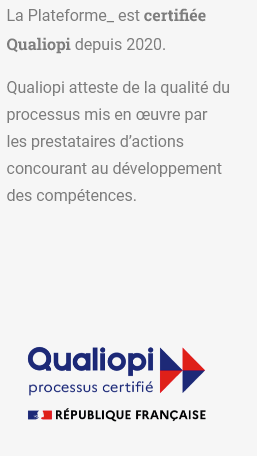 La Plateforme_ est certifiée
Qualiopi depuis 2020.
Qualiopi atteste de la qualité du
processus mis en œuvre par
les prestataires d’actions
concourant au développement
des compétences.
Qualiopi
processus certifié
RÉPUBLIQUE FRANÇAISE